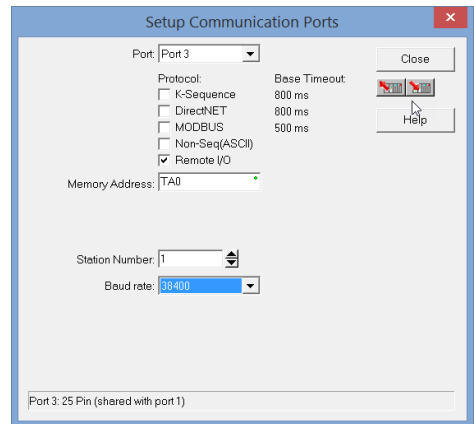 Setup Communication Ports
Port: Port 3
Close
Protocol: Base Timeout:
K-Sequence 800 ms
DirectNET 800 ms
MODBUS 500 ms
Help
Non-Seq(ASCII)
Remote I/O
Memory Address: TA0
Station Number: 1
Baud rate: 38400
Port 3: 25 Pin (shared with port 1)